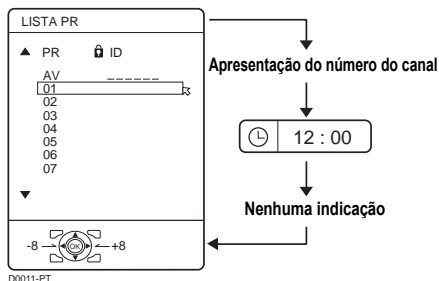 LISTA PR
PR ID
AV ______
01
02
03
04
05
06
07
-8 OK +8
D0011-PT
Apresentação do número do canal
12 : 00
Nenhuma indicação